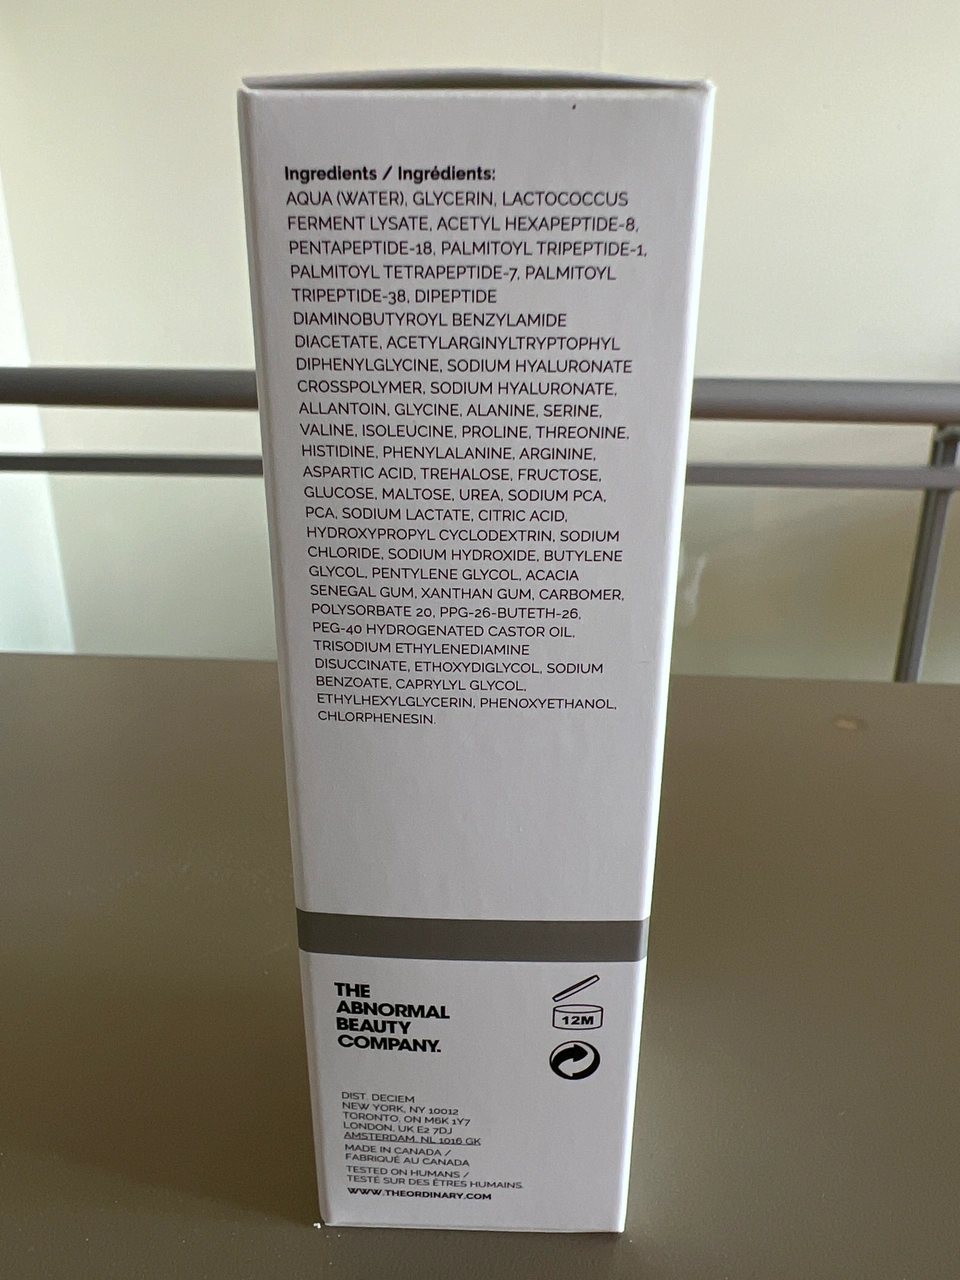 Ingredients / Ingrédients:
AQUA (WATER), GLYCERIN, LACTOCOCCUS
FERMENT LYSATE, ACETYL HEXAPEPTIDE-8,
PENTAPEPTIDE-18, PALMITOYL TRIPEPTIDE-1,
PALMITOYL TETRAPEPTIDE-7, PALMITOYL
TRIPEPTIDE-38, DIPEPTIDE
DIAMINOBUTYROYL BENZYLAMIDE
DIACETATE, ACETYLARGINYLTRYPTOPHYL
DIPHENYLGLYCINE, SODIUM HYALURONATE
CROSSPOLYMER, SODIUM HYALURONATE,
ALLANTOIN, GLYCINE, ALANINE, SERINE,
VALINE, ISOLEUCINE, PROLINE, THREONINE,
HISTIDINE, PHENYLALANINE, ARGININE,
ASPARTIC ACID, TREHALOSE, FRUCTOSE,
GLUCOSE, MALTOSE, UREA, SODIUM PCA,
PCA, SODIUM LACTATE, CITRIC ACID,
HYDROXYPROPYL CYCLODEXTRIN, SODIUM
CHLORIDE, SODIUM HYDROXIDE, BUTYLENE
GLYCOL, PENTYLENE GLYCOL, ACACIA
SENEGAL GUM, XANTHAN GUM, CARBOMER,
POLYSORBATE 20, PPG-26-BUTETH-26,
PEG-40 HYDROGENATED CASTOR OIL,
TRISODIUM ETHYLENEDIAMINE
DISUCCINATE, ETHOXYDIGLYCOL, SODIUM
BENZOATE, CAPRYLYL GLYCOL,
ETHYLHEXYLGLYCERIN, PHENOXYETHANOL,
CHLORPHENESIN.
THE
ABNORMAL
BEAUTY
COMPANY.
12M
DIST. DECIEM
NEW YORK, NY 10012
TORONTO, ON M6K 1Y7
LONDON, UK E2 7DJ
AMSTERDAM, NL 1016 GK
MADE IN CANADA /
FABRIQUÉ AU CANADA
TESTED ON HUMANS /
TESTÉ SUR DES ÊTRES HUMAINS.
WWW.THEORDINARY.COM